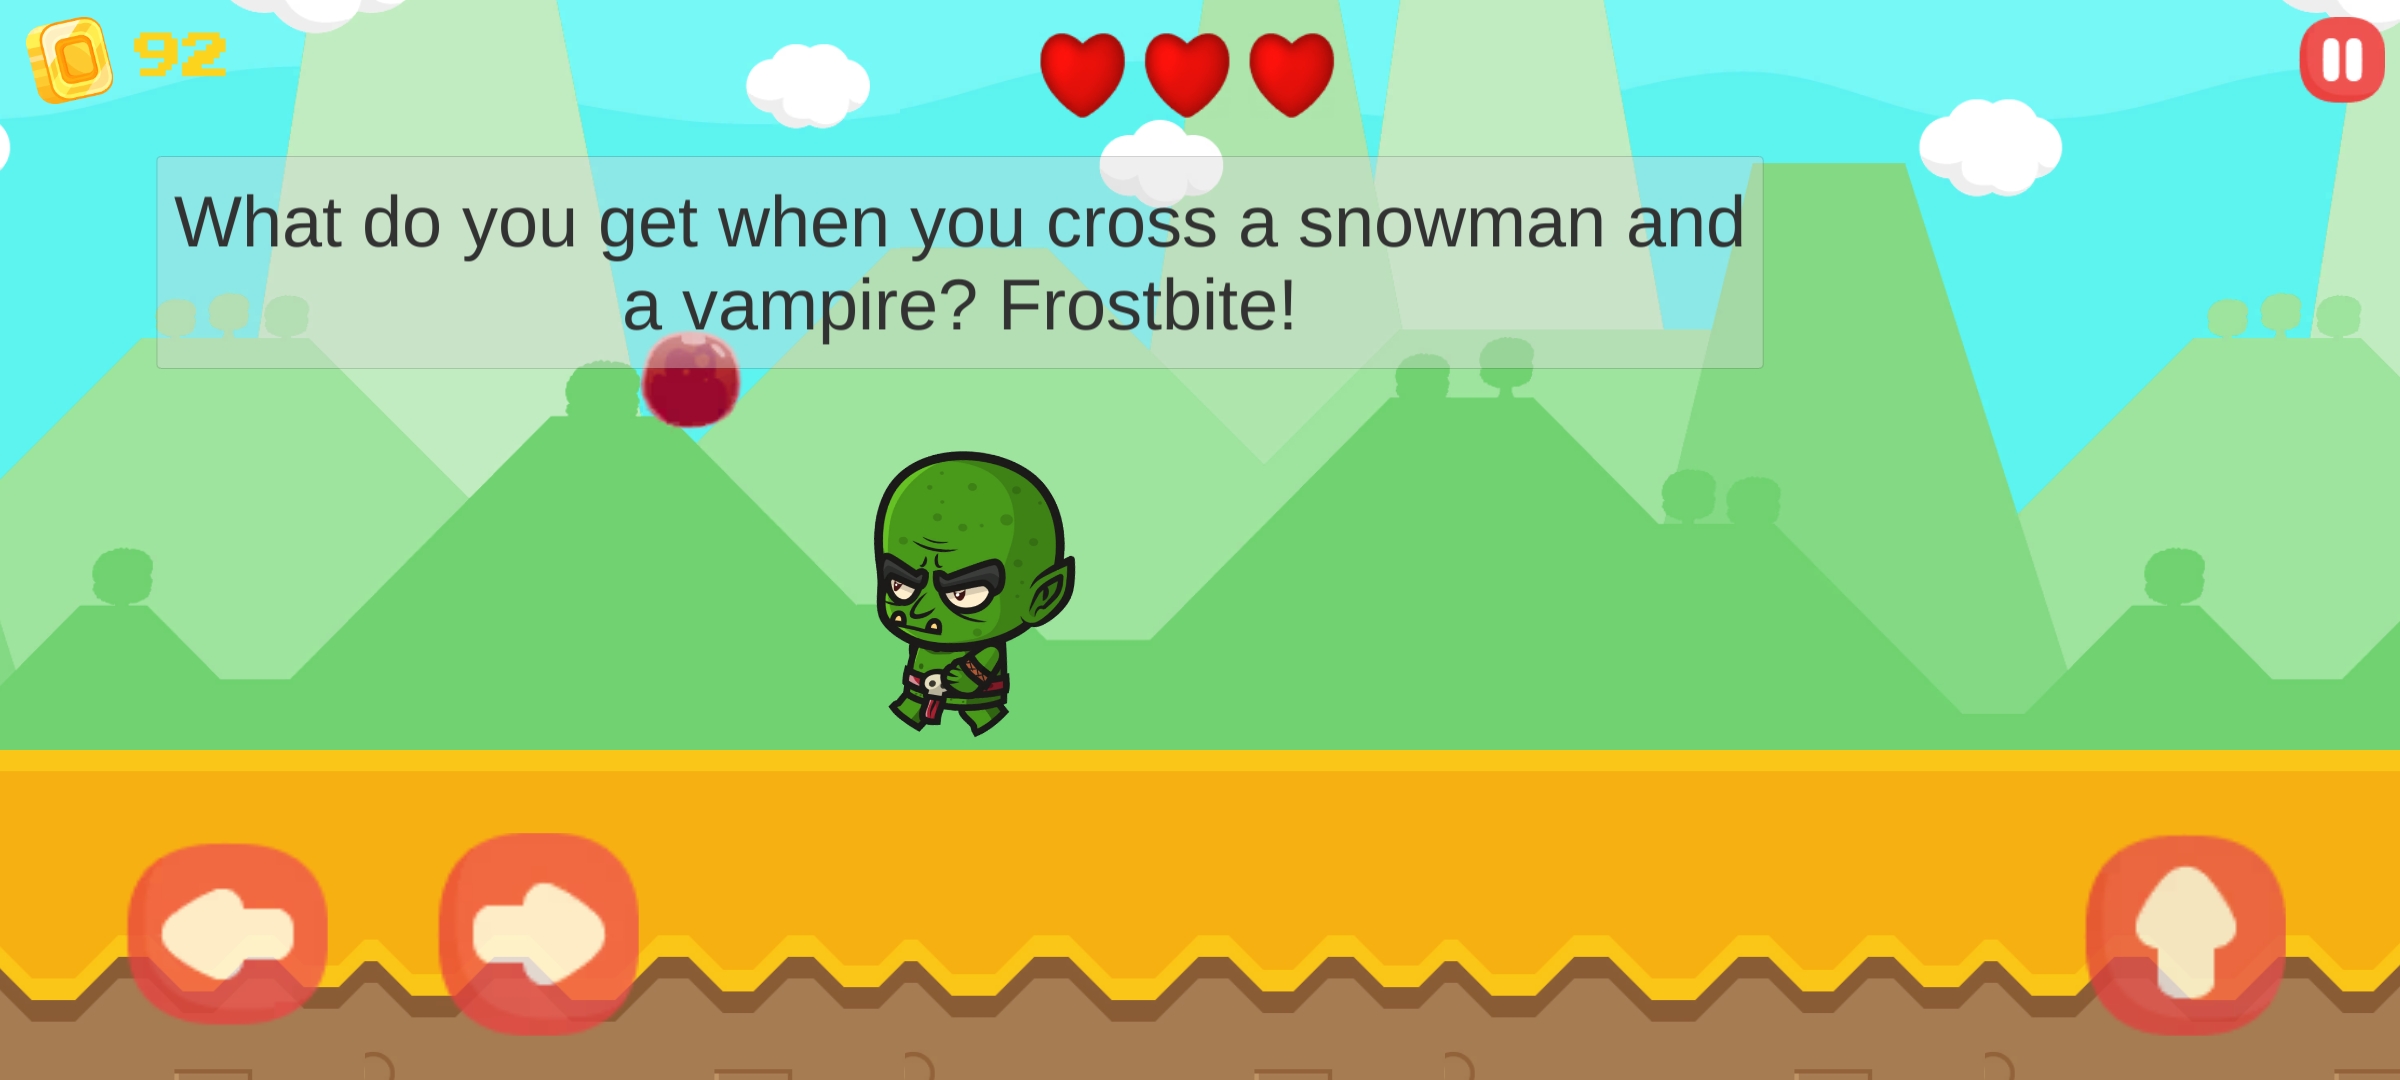 92
What do you get when you cross a snowman and
a vampire? Frostbite!